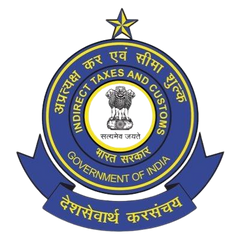 अप्रत्यक्ष कर एवं सीमा शुल्क
INDIRECT TAXES AND CUSTOMS
सत्यमेव जयते
भारत सरकार
GOVERNMENT OF INDIA
देशसेवार्थ करसंचय